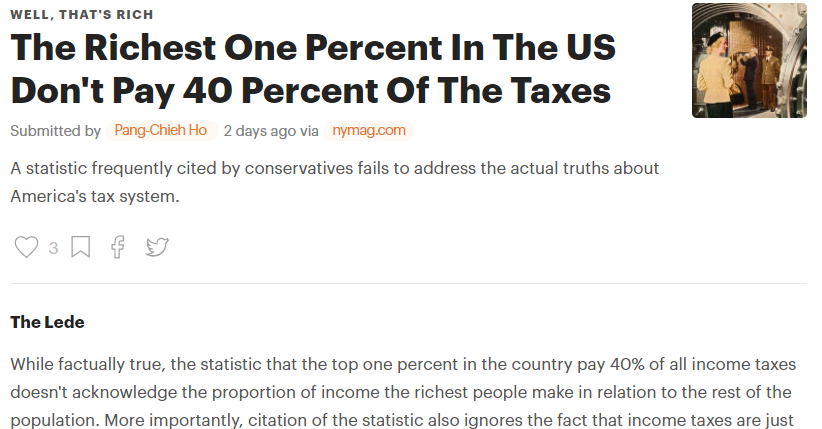 WELL, THAT'S RICH
The Richest One Percent In The US
Don't Pay 40 Percent Of The Taxes
Submitted by Pang-Chieh Ho 2 days ago via nymag.com
A statistic frequently cited by conservatives fails to address the actual truths about
America's tax system.
3
The Lede
While factually true, the statistic that the top one percent in the country pay 40% of all income taxes
doesn't acknowledge the proportion of income the richest people make in relation to the rest of the
population. More importantly, citation of the statistic also ignores the fact that income taxes are just